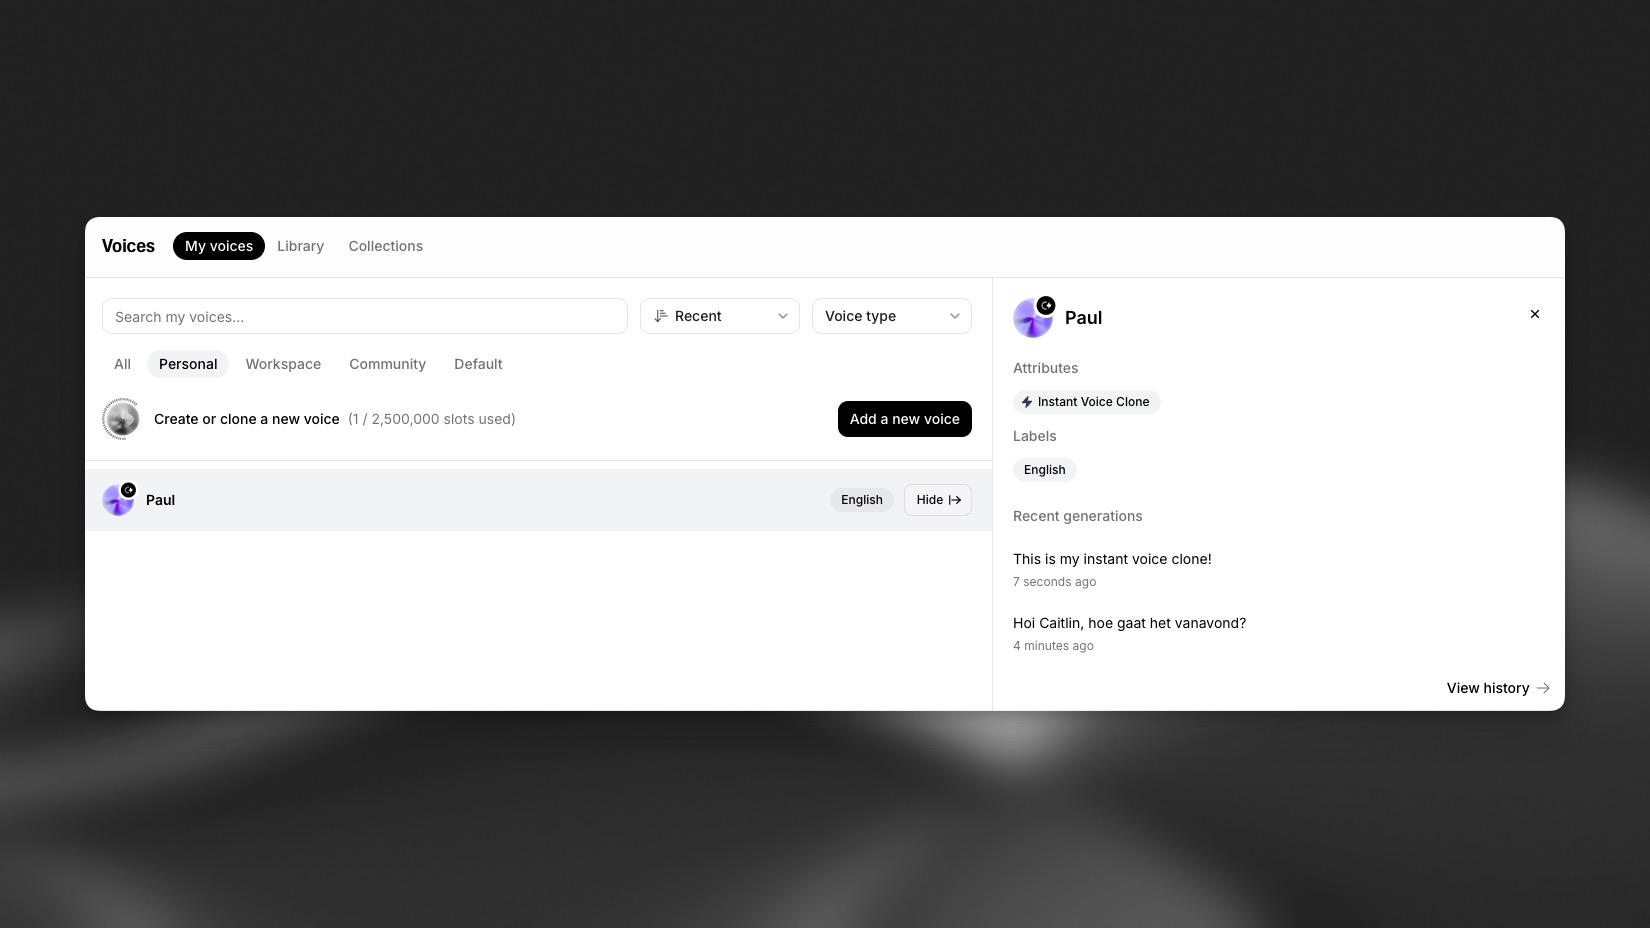 Voices My voices Library Collections
Search my voices... Recent Voice type
All Personal Workspace Community Default
Create or clone a new voice (1 / 2,500,000 slots used) Add a new voice
Paul English Hide
Paul
Attributes
Instant Voice Clone
Labels
English
Recent generations
This is my instant voice clone!
7 seconds ago
Hoi Caitlin, hoe gaat het vanavond?
4 minutes ago
View history